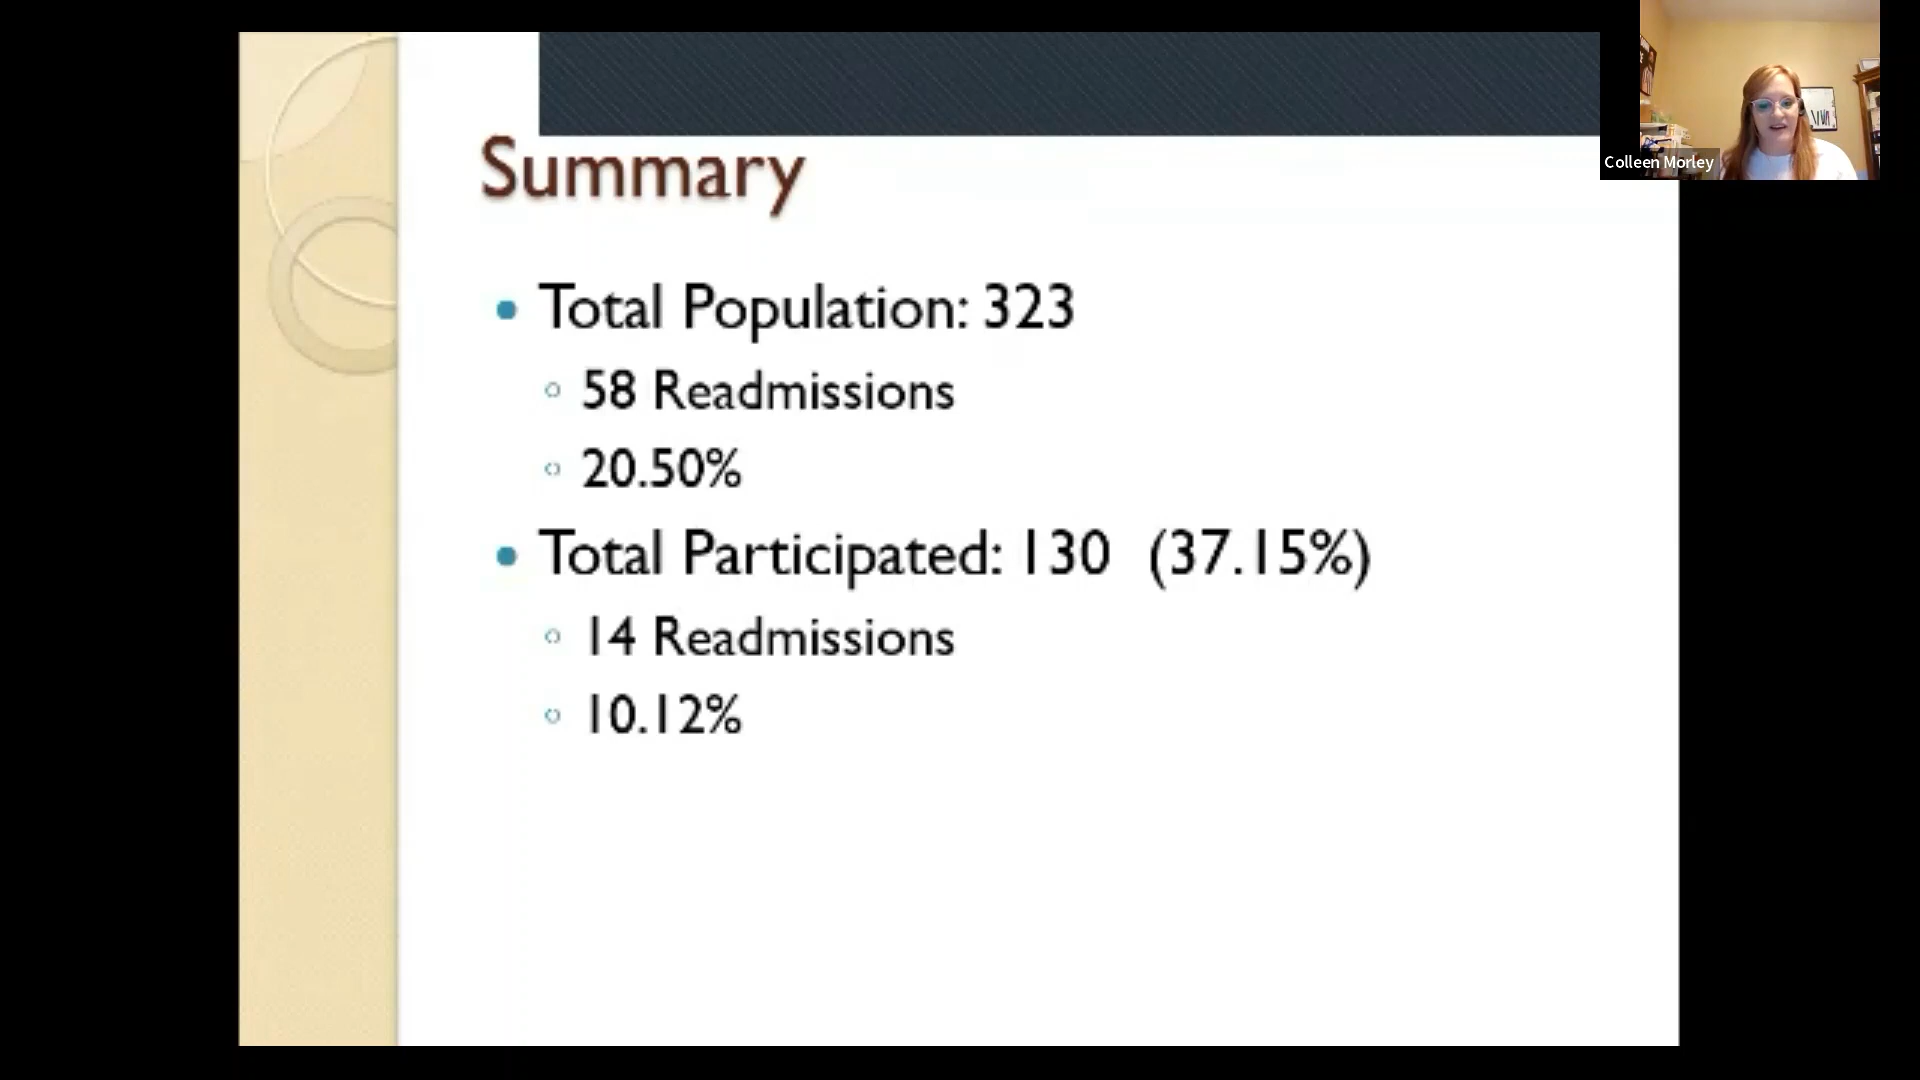 Summary
Total Population: 323
58 Readmissions
20.50%
Total Participated: 130 (37.15%)
14 Readmissions
10.12%
Colleen Morley